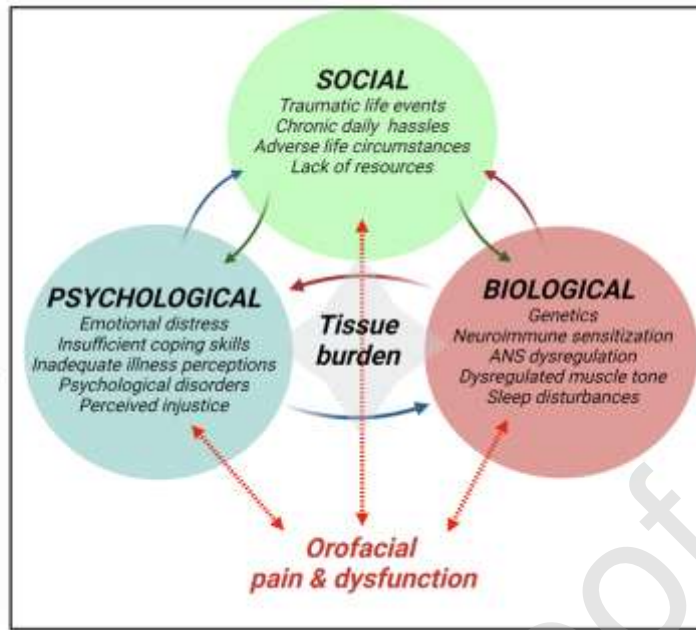 SOCIAL
Traumatic life events
Chronic daily hassles
Adverse life circumstances
Lack of resources
PSYCHOLOGICAL
Emotional distress
Insufficient coping skills
Inadequate illness perceptions
Psychological disorders
Perceived injustice
Tissue
burden
BIOLOGICAL
Genetics
Neuroimmune sensitization
ANS dysregulation
Dysregulated muscle tone
Sleep disturbances
Orofacial
pain & dysfunction